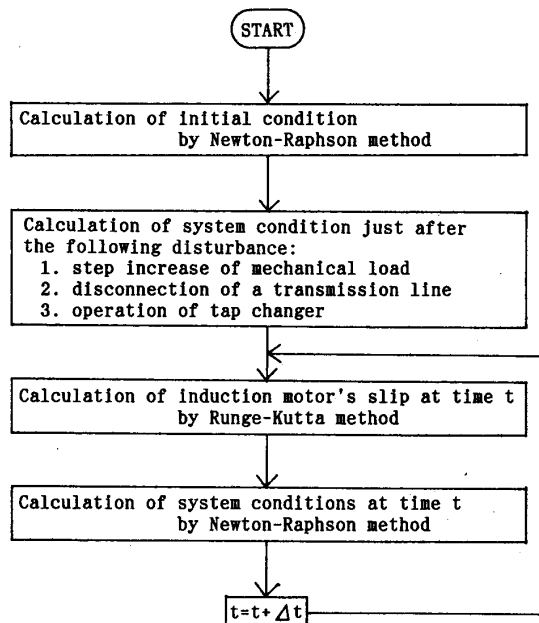 START
Calculation of initial condition
by Newton-Raphson method
Calculation of system condition just after
the following disturbance:
1. step increase of mechanical load
2. disconnection of a transmission line
3. operation of tap changer
Calculation of induction motor's slip at time t
by Runge-Kutta method
Calculation of system conditions at time t
by Newton-Raphson method
t=t+Δt